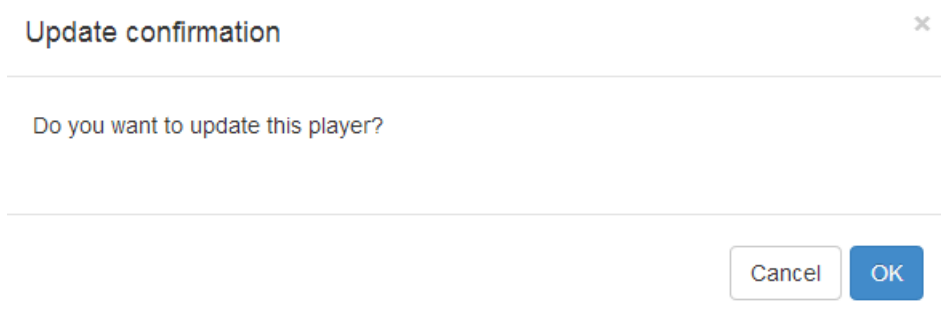 Update confirmation ×
Do you want to update this player?
Cancel OK